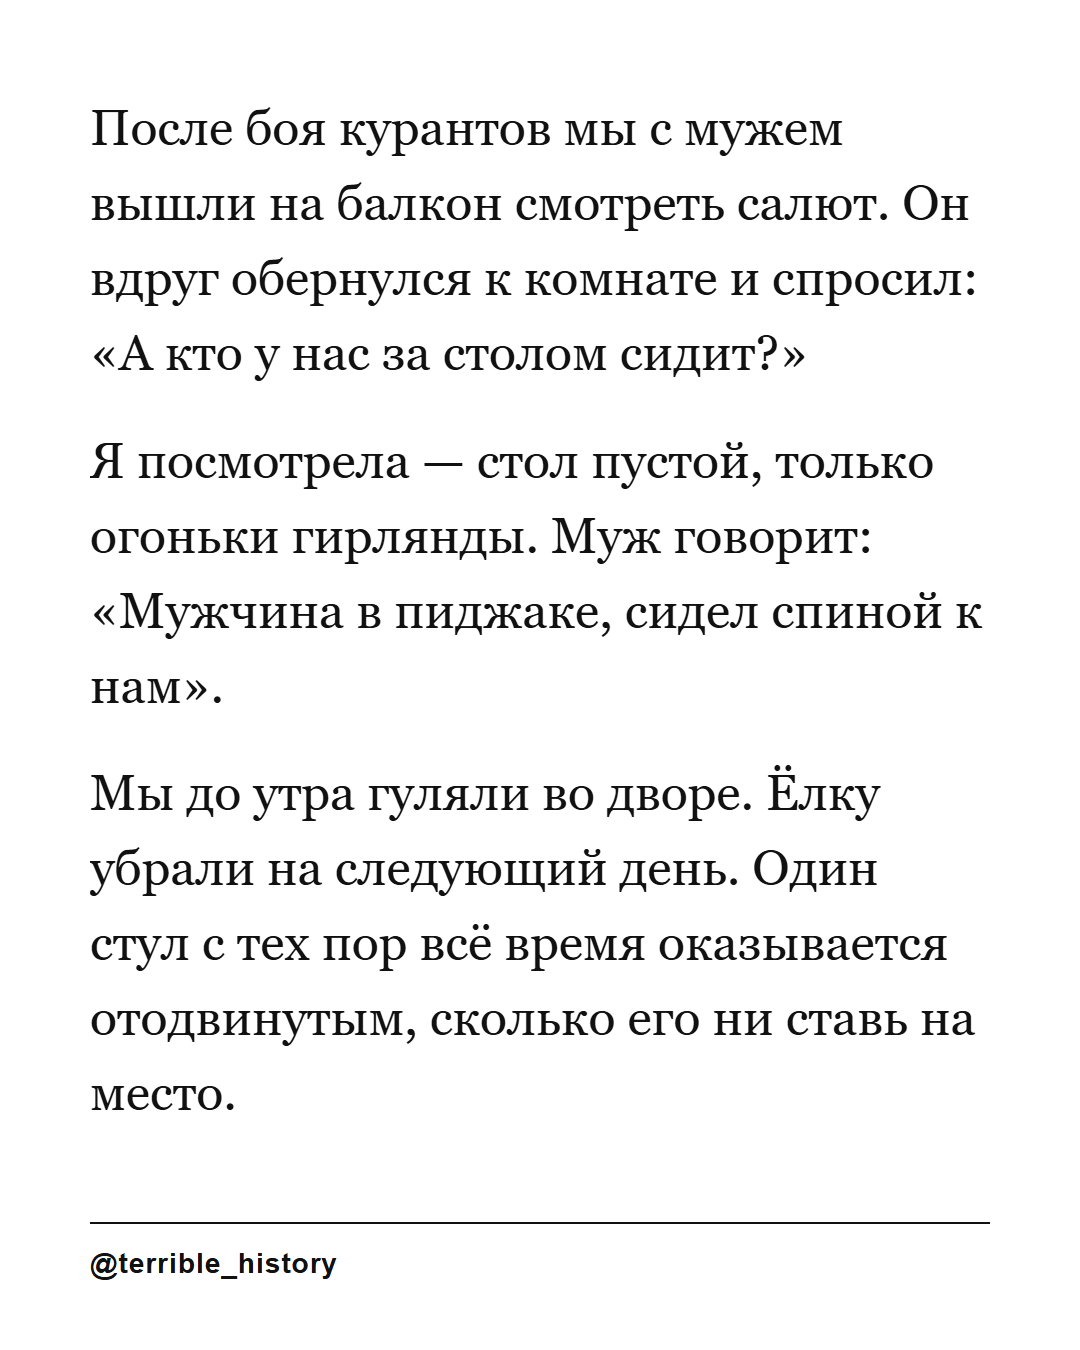 После боя курантов мы с мужем
вышли на балкон смотреть салют. Он
вдруг обернулся к комнате и спросил:
«А кто у нас за столом сидит?»
Я посмотрела — стол пустой, только
огоньки гирлянды. Муж говорит:
«Мужчина в пиджаке, сидел спиной к
нам».
Мы до утра гуляли во дворе. Ёлку
убрали на следующий день. Один
стул с тех пор всё время оказывается
отодвинутым, сколько его ни ставь на
место.
@terrible_history